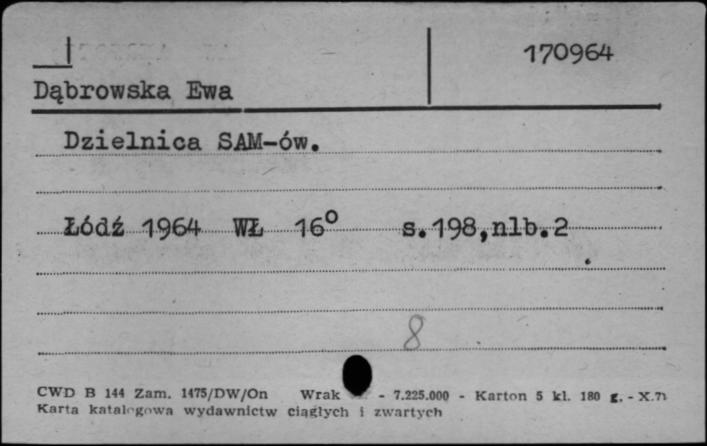 170964
Dąbrowska Ewa
Dzielnica SAM-ów.
Łódź 1964 WŁ 16° s.198,nlb.2
8
CWD B 144 Zam. 1475/DW/On Wrak - 7.225.000 - Karton 5 kl. 180 g. - X.71
Karta katalogowa wydawnictw ciągłych i zwartych